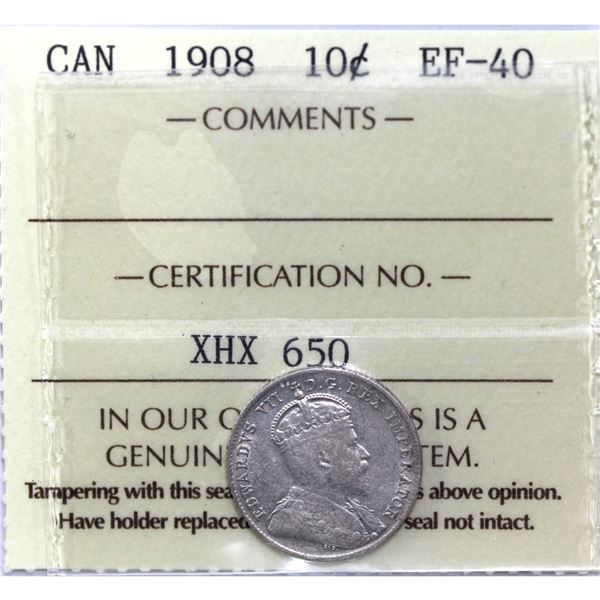 CAN 1908 10¢ EF-40
— COMMENTS —
— CERTIFICATION NO. —
XHX 650
EDWARDVS VII D.G. REX IMPERATOR
IN OUR O S IS A
GENUIN TEM.
Tampering with this sea s above opinion.
Have holder replaced seal not intact.